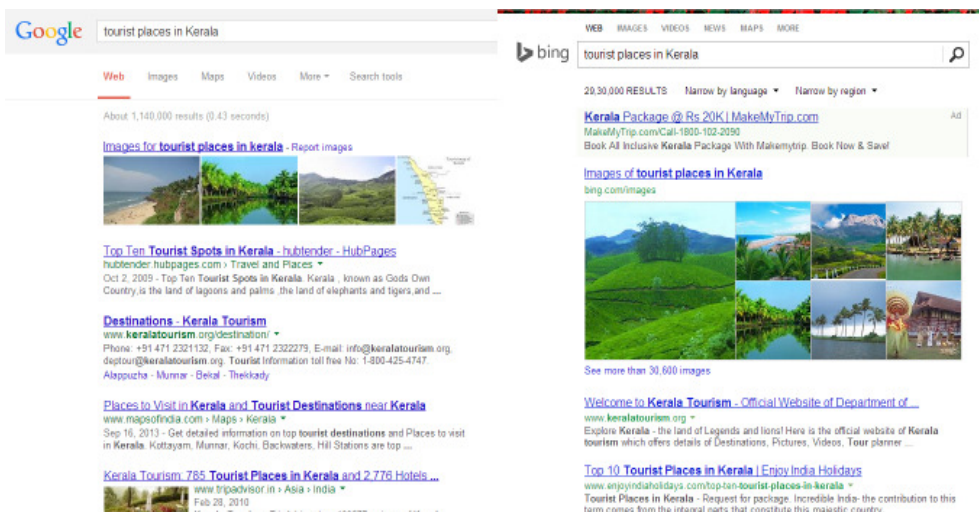 Google
tourist places in Kerala
Web Images Maps Videos More Search tools
About 1,140,000 results (0.43 seconds)
Images for tourist places in kerala - Report images
Top Ten Tourist Spots in Kerala - hubtender - HubPages
hubtender.hubpages.com › Travel and Places
Oct 2, 2009 - Top Ten Tourist Spots in Kerala. Kerala , known as Gods Own
Country,is the land of lagoons and palms ,the land of elephants and tigers,and ....
Destinations - Kerala Tourism
www.keralatourism.org/destination/
Phone: +91 471 2321132, Fax: +91 471 2322279, E-mail: info@keralatourism.org,
deptour@keralatourism.org. Tourist Information toll free No: 1-800-425-4747.
Alappuzha - Munnar - Bekal - Thekkady
Places to Visit in Kerala and Tourist Destinations near Kerala
www.mapsofindia.com › Maps › Kerala
Sep 16, 2013 - Get detailed information on top tourist destinations and Places to visit
in Kerala. Kottayam, Munnar, Kochi, Backwaters, Hill Stations are top ...
Kerala Tourism: 785 Tourist Places in Kerala and 2,776 Hotels ...
www.tripadvisor.in › Asia › India
Feb 28, 2010
WEB IMAGES VIDEOS NEWS MAPS MORE
bing
tourist places in Kerala
29,30,000 RESULTS Narrow by language Narrow by region
Kerala Package @ Rs 20K | MakeMyTrip.com
Ad
MakeMyTrip.com/Call-1800-102-2090
Book All Inclusive Kerala Package With Makemytrip. Book Now & Save!
Images of tourist places in Kerala
bing.com/images
See more than 30,600 images
Welcome to Kerala Tourism - Official Website of Department of ...
www.keralatourism.org
Explore Kerala - the land of Legends and lions! Here is the official website of Kerala
tourism which offers details of Destinations, Pictures, Videos, Tour planner ...
Top 10 Tourist Places in Kerala | Enjoy India Holidays
www.enjoyindiaholidays.com/top-ten-tourist-places-in-kerala
Tourist Places in Kerala - Request for package. Incredible India- the contribution to this
term comes from the integral parts that constitute this majestic country